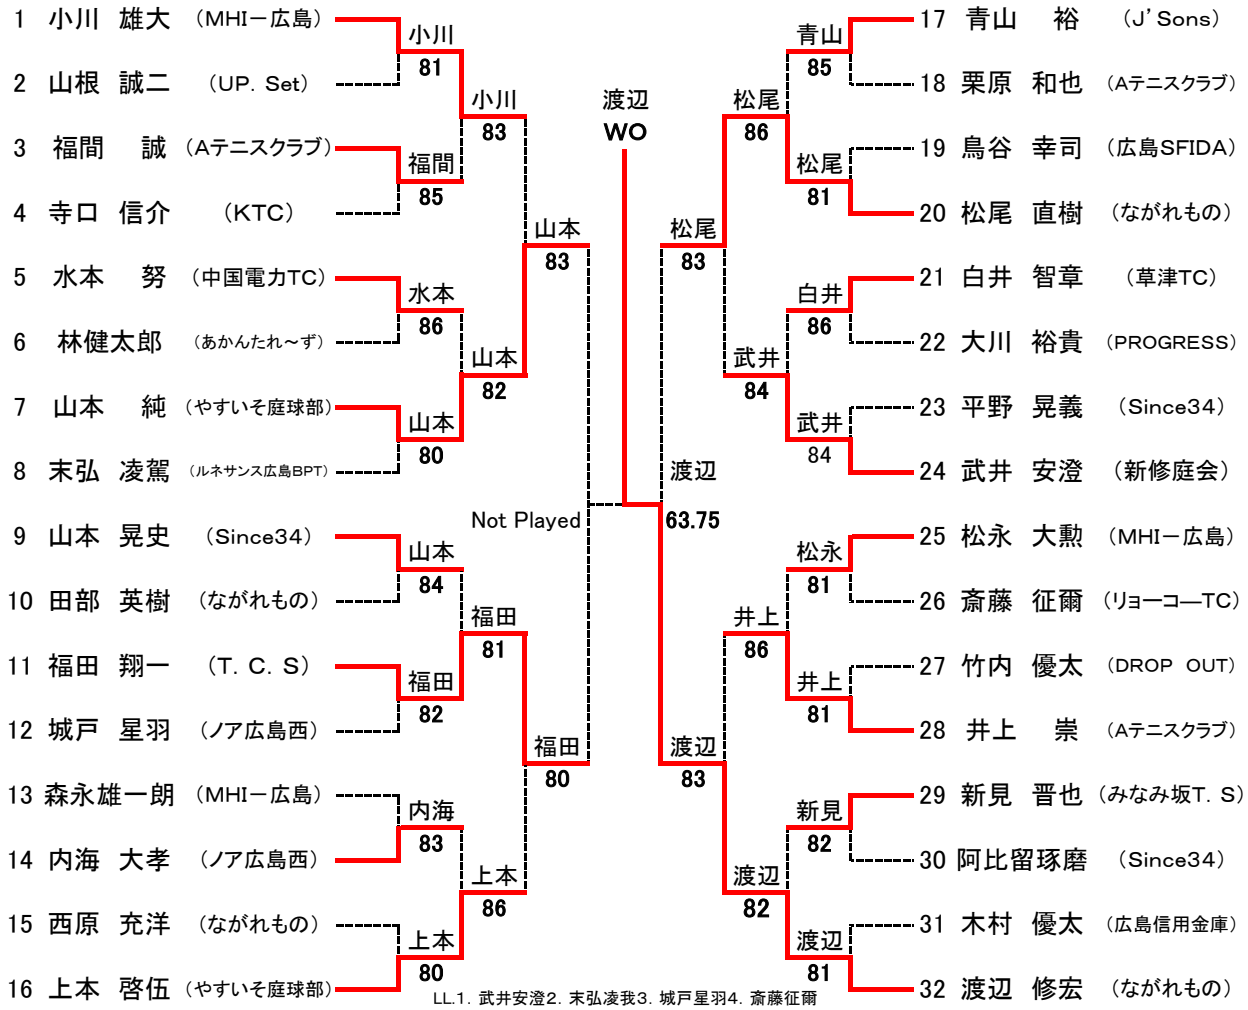 1 小川 雄大 （MHI－広島）
2 山根 誠二 （UP．Set）
3 福間 誠 （Aテニスクラブ）
4 寺口 信介 （KTC）
5 水本 努 （中国電力TC）
6 林健太郎 （あかんたれ～ず）
7 山本 純 （やすいそ庭球部）
8 末弘 凌駕 （ルネサンス広島BPT）
9 山本 晃史 （Since34）
10 田部 英樹 （ながれもの）
11 福田 翔一 （T．C．S）
12 城戸 星羽 （ノア広島西）
13 森永雄一朗 （MHI－広島）
14 内海 大孝 （ノア広島西）
15 西原 充洋 （ながれもの）
16 上本 啓伍 （やすいそ庭球部）
小川
81
福間
85
水本
86
山本
80
山本
84
福田
82
内海
83
上本
80
小川
83
山本
82
福田
81
上本
86
山本
83
福田
80
Not Played
渡辺
WO
渡辺
63.75
松尾
83
渡辺
83
松尾
86
武井
84
井上
86
渡辺
82
青山
85
松尾
81
白井
86
武井
84
松永
81
井上
81
新見
82
渡辺
81
17 青山 裕 （J’Sons）
18 栗原 和也 （Aテニスクラブ）
19 鳥谷 幸司 （広島SFIDA）
20 松尾 直樹 （ながれもの）
21 白井 智章 （草津TC）
22 大川 裕貴 （PROGRESS）
23 平野 晃義 （Since34）
24 武井 安澄 （新修庭会）
25 松永 大勲 （MHI－広島）
26 斎藤 征爾 （リョーコ―TC）
27 竹内 優太 （DROP OUT）
28 井上 崇 （Aテニスクラブ）
29 新見 晋也 （みなみ坂T．S）
30 阿比留琢磨 （Since34）
31 木村 優太 （広島信用金庫）
32 渡辺 修宏 （ながれもの）
LL.1．武井安澄2．末弘凌我3．城戸星羽4．斎藤征爾